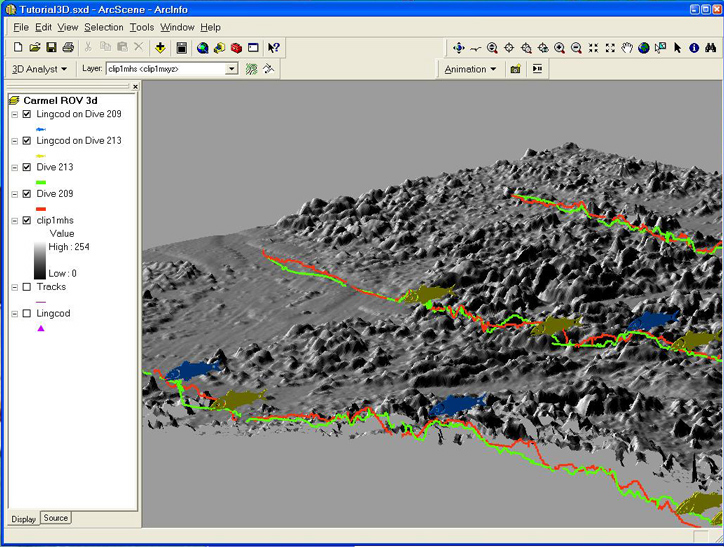 Tutorial3D.sxd - ArcScene - ArcInfo
File Edit View Selection Tools Window Help
3D Analyst Layer: clip1mhs <clip1mxyz> Animation
Carmel ROV 3d
Lingcod on Dive 209
Lingcod on Dive 213
Dive 213
Dive 209
clip1mhs
Value
High : 254
Low : 0
Tracks
Lingcod
Display Source